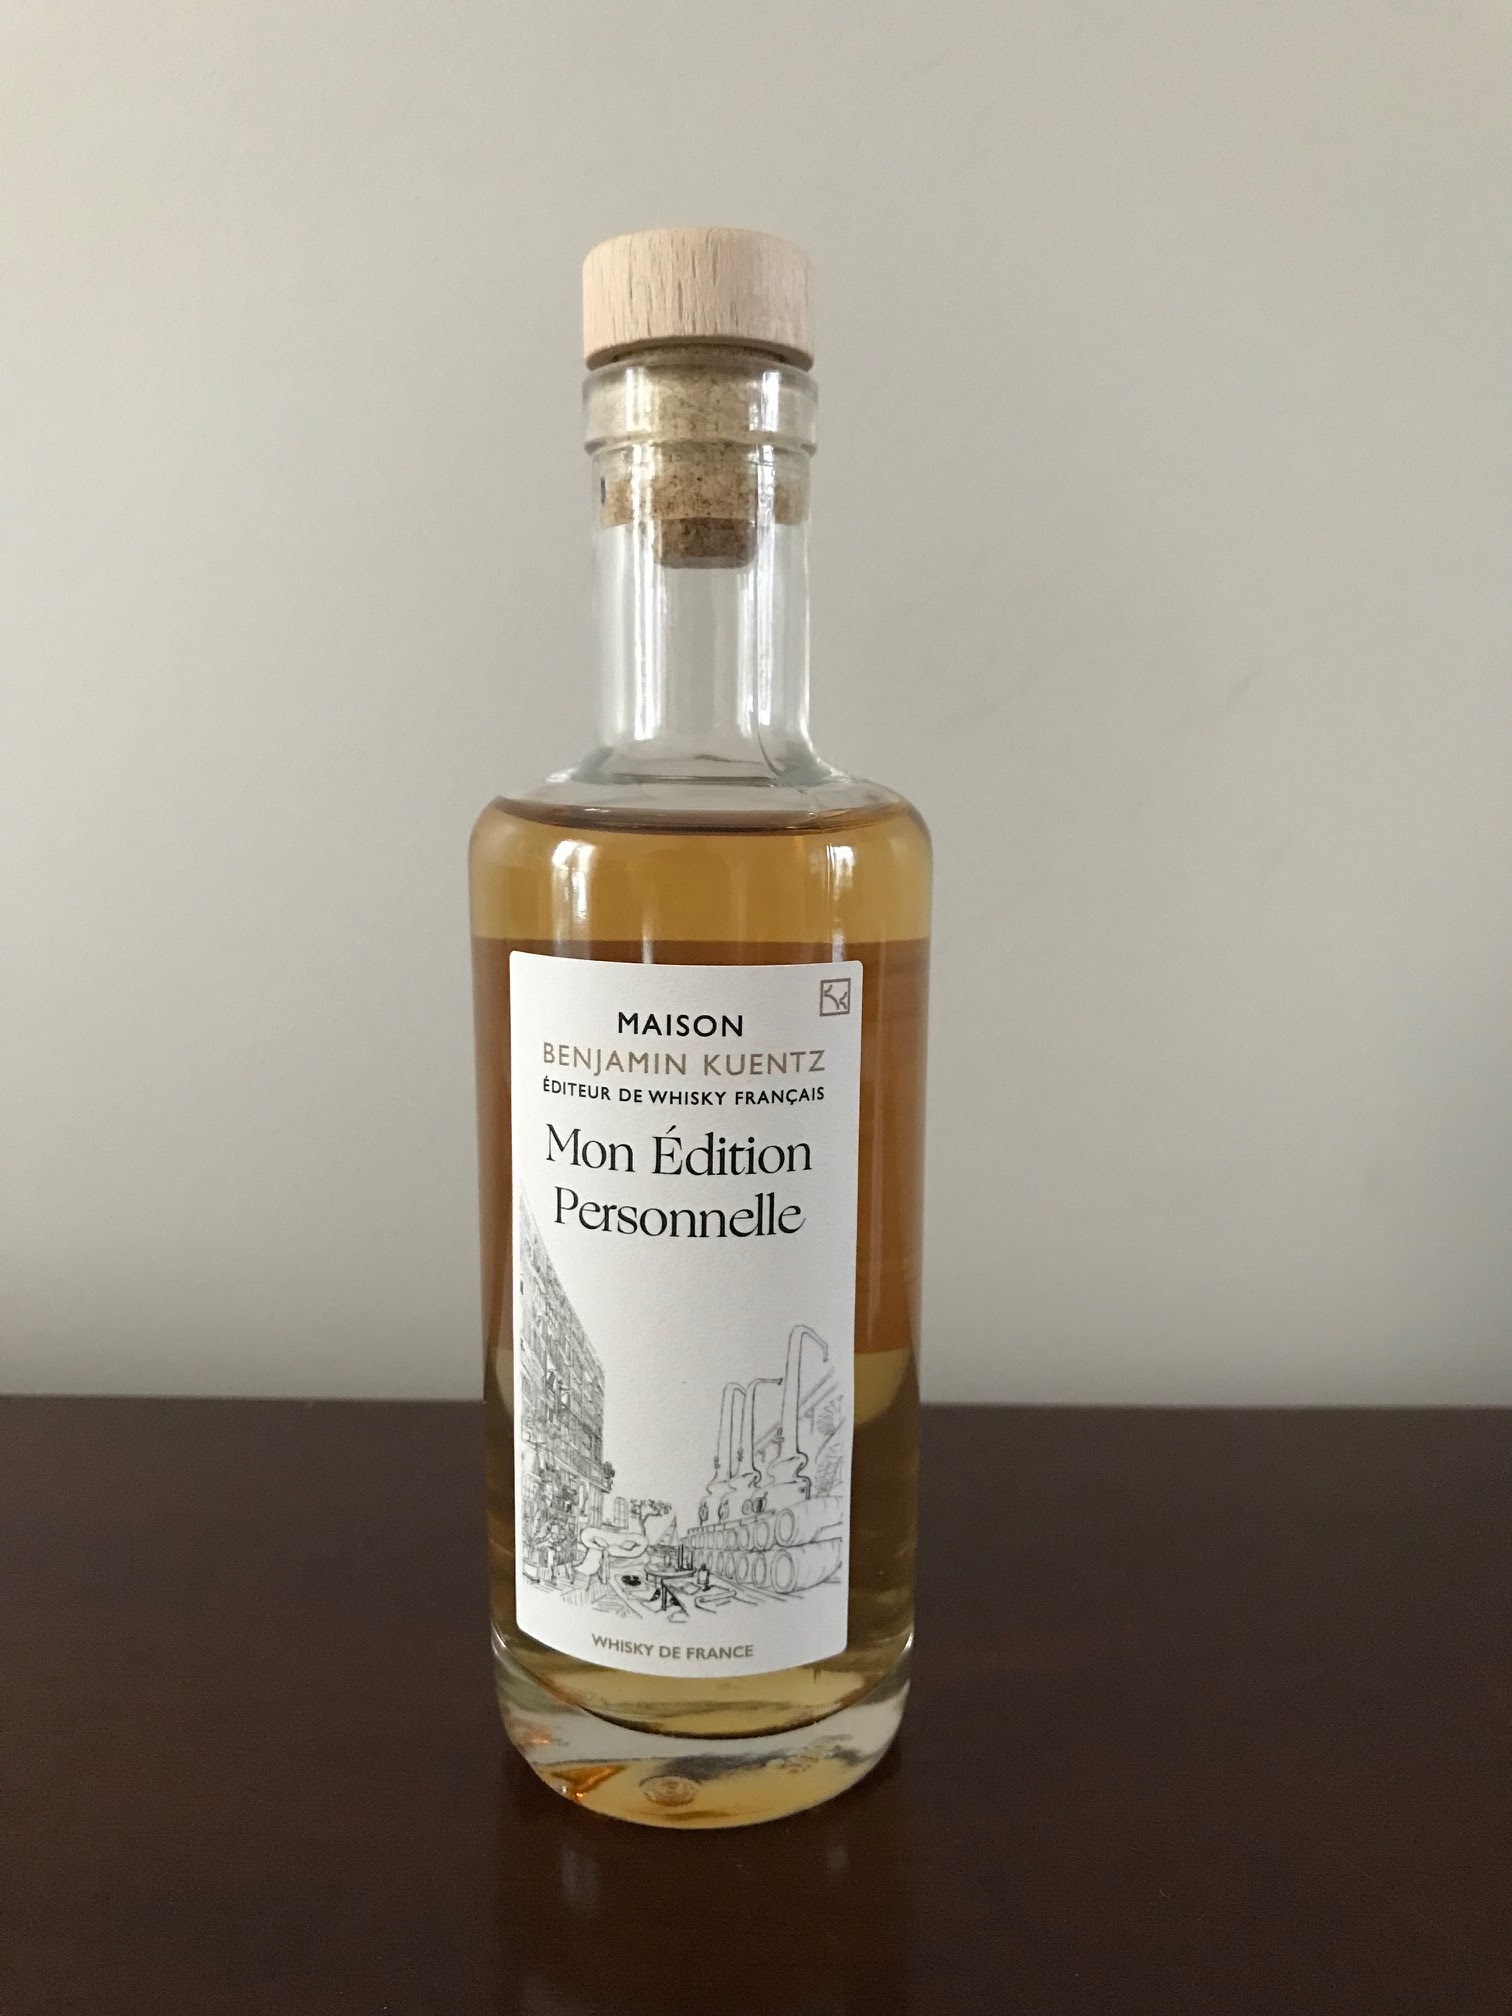 MAISON
BENJAMIN KUENTZ
ÉDITEUR DE WHISKY FRANÇAIS
Mon Édition
Personnelle
WHISKY DE FRANCE